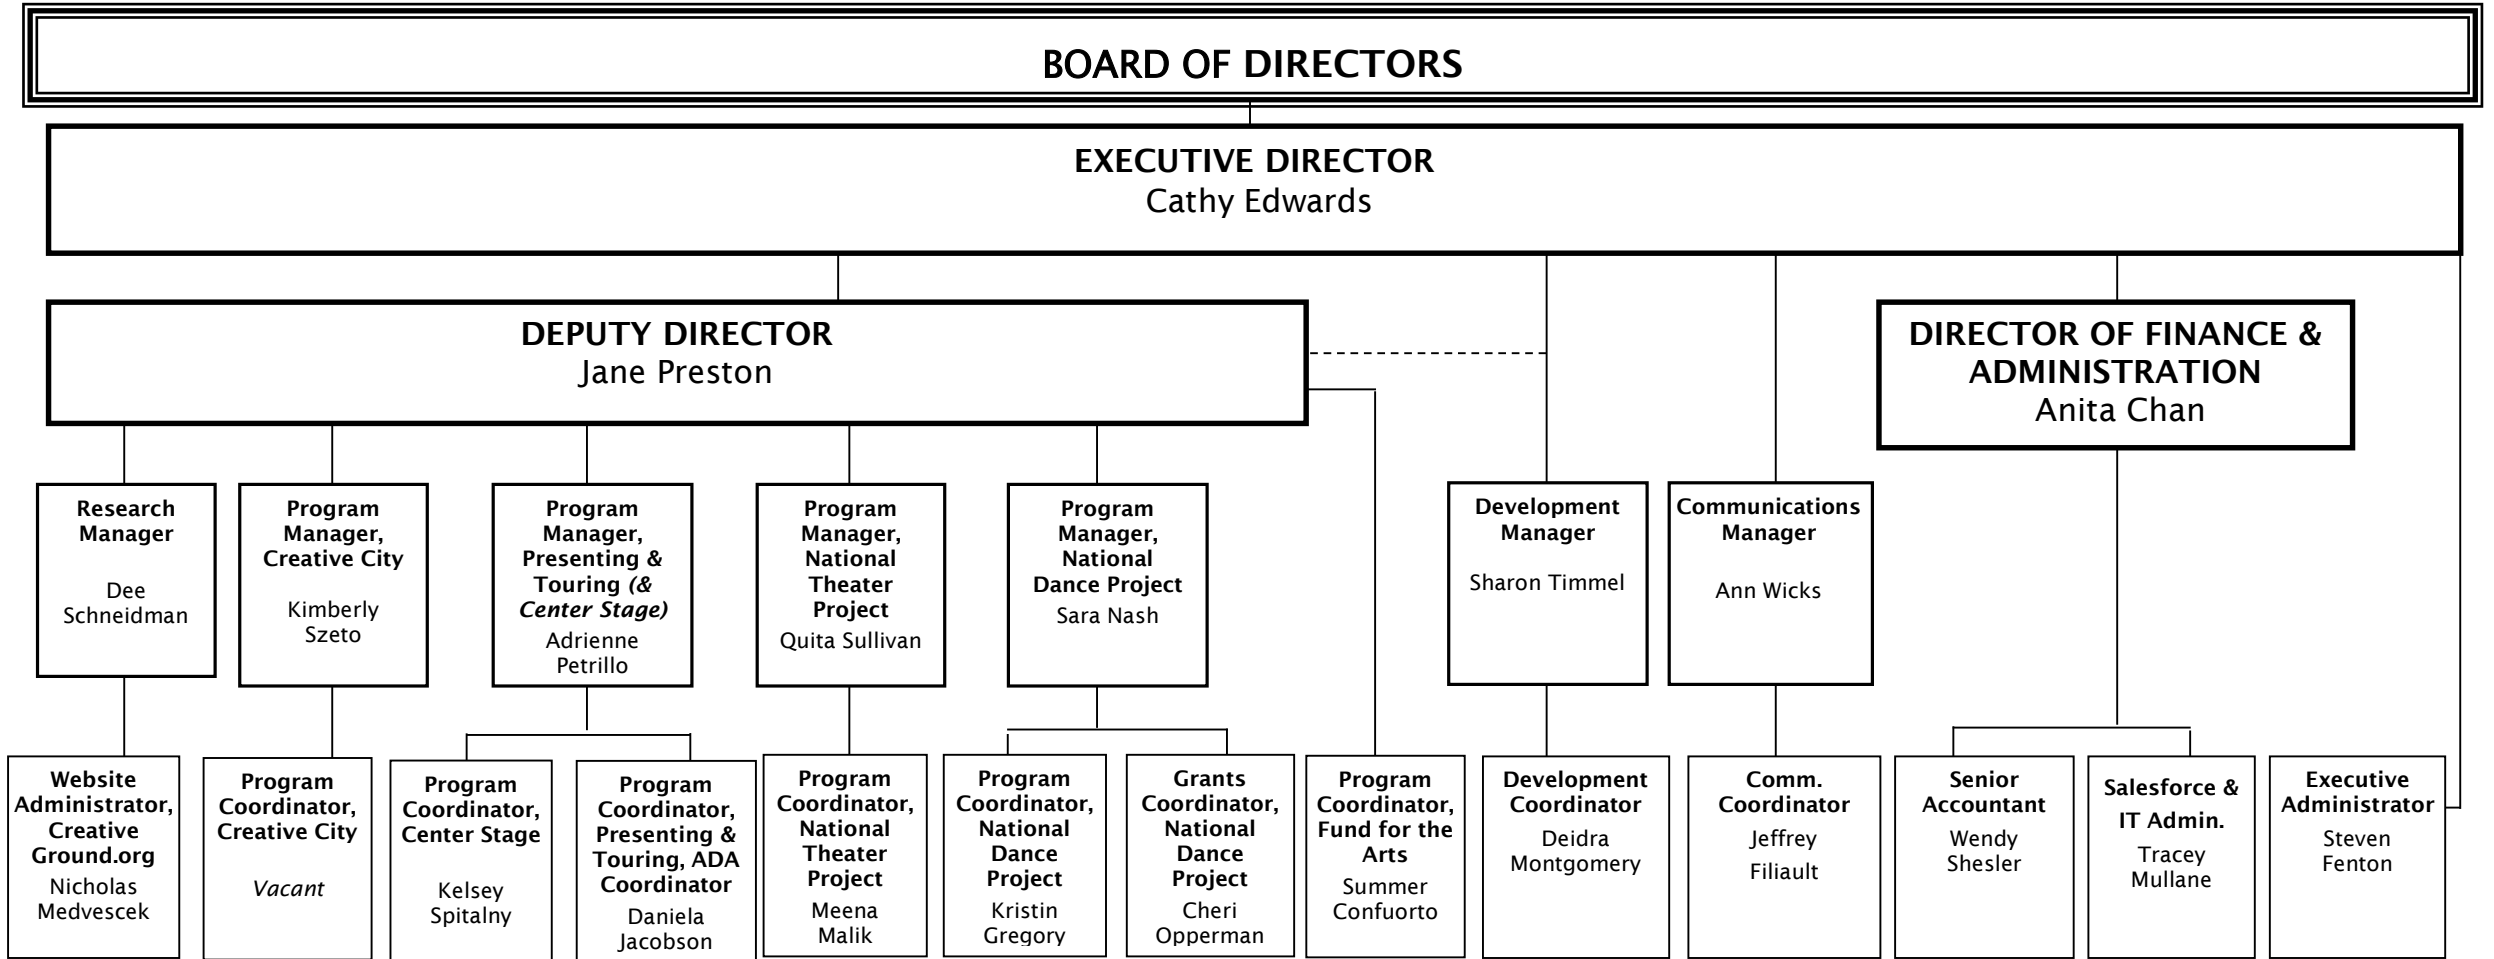 BOARD OF DIRECTORS
EXECUTIVE DIRECTOR
Cathy Edwards
DEPUTY DIRECTOR
Jane Preston
DIRECTOR OF FINANCE &
ADMINISTRATION
Anita Chan
Research
Manager
Dee
Schneidman
Program
Manager,
Creative City
Kimberly
Szeto
Program
Manager,
Presenting &
Touring (&
Center Stage)
Adrienne
Petrillo
Program
Manager,
National
Theater
Project
Quita Sullivan
Program
Manager,
National
Dance Project
Sara Nash
Development
Manager
Sharon Timmel
Communications
Manager
Ann Wicks
Website
Administrator,
Creative
Ground.org
Nicholas
Medvescek
Program
Coordinator,
Creative City
Vacant
Program
Coordinator,
Center Stage
Kelsey
Spitalny
Program
Coordinator,
Presenting &
Touring, ADA
Coordinator
Daniela
Jacobson
Program
Coordinator,
National
Theater
Project
Meena
Malik
Program
Coordinator,
National
Dance
Project
Kristin
Gregory
Grants
Coordinator,
National
Dance
Project
Cheri
Opperman
Program
Coordinator,
Fund for the
Arts
Summer
Confuorto
Development
Coordinator
Deidra
Montgomery
Comm.
Coordinator
Jeffrey
Filiault
Senior
Accountant
Wendy
Shesler
Salesforce &
IT Admin.
Tracey
Mullane
Executive
Administrator
Steven
Fenton